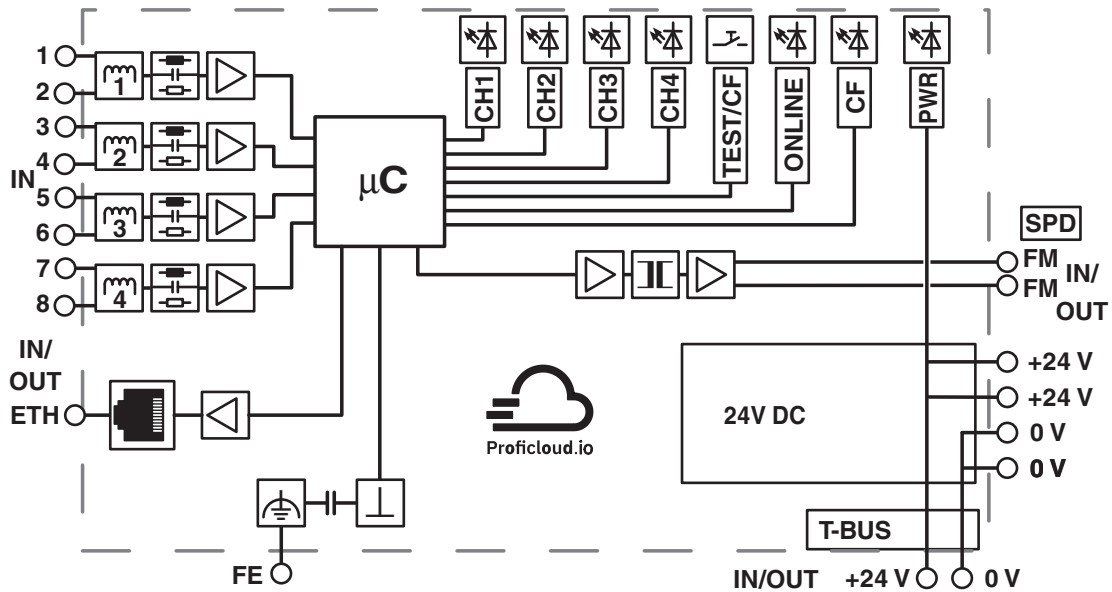 1
2
3
4
IN
5
6
7
8
1
2
3
4
µC
CH1
CH2
CH3
CH4
TEST/CF
ONLINE
CF
PWR
SPD
FM
FM
IN/
OUT
IN/
OUT
ETH
Proficloud.io
24V DC
+24 V
+24 V
0 V
0 V
T-BUS
FE
IN/OUT +24 V 0 V